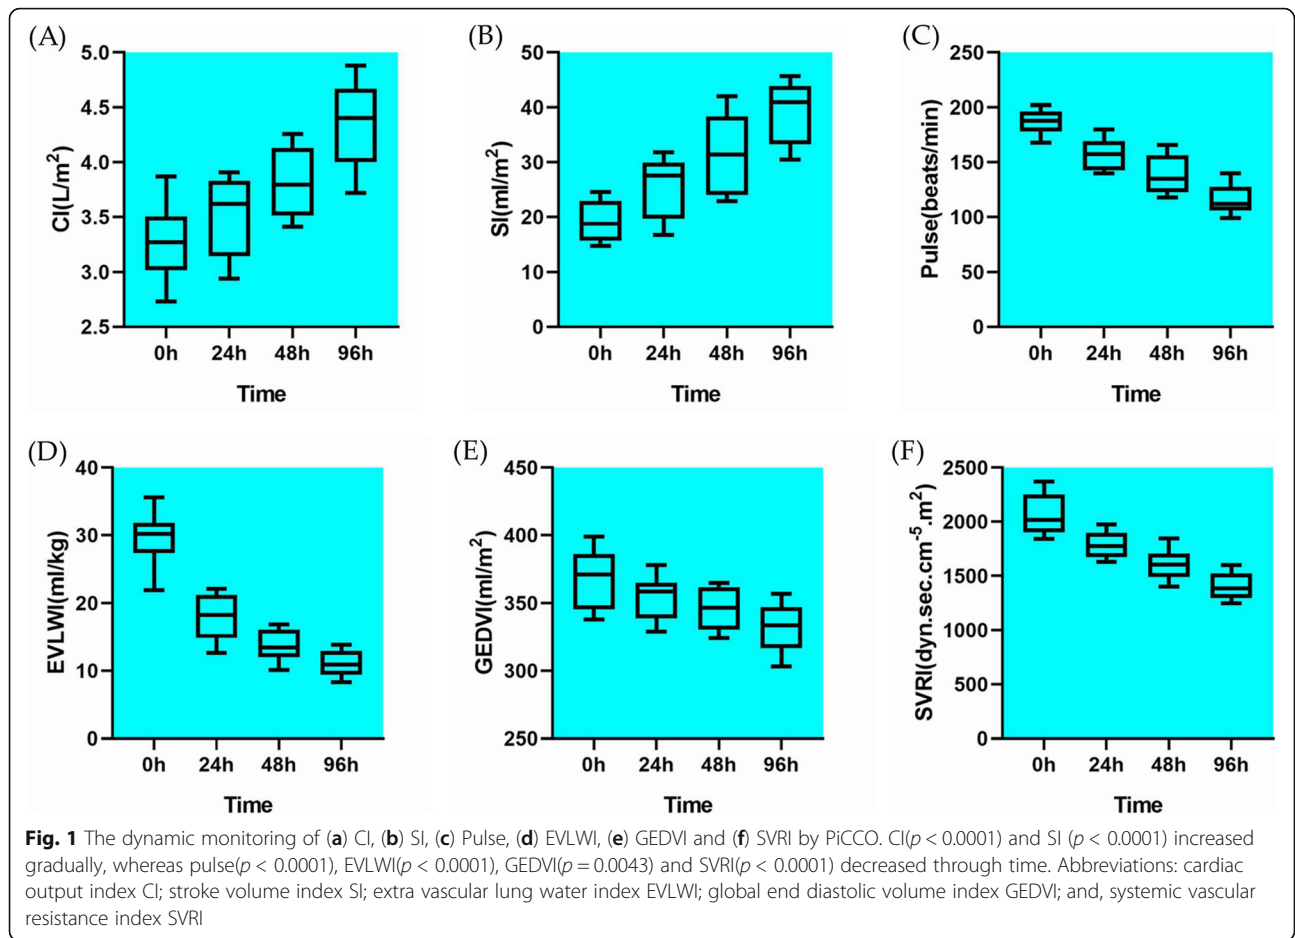 (A)
5.0
4.5
4.0
3.5
3.0
2.5
CI(L/m²)
0h 24h 48h 96h
Time
(B)
50
40
30
20
10
0
SI(ml/m²)
0h 24h 48h 96h
Time
(C)
250
200
150
100
50
0
Pulse(beats/min)
0h 24h 48h 96h
Time
(D)
40
30
20
10
0
EVLWI(ml/kg)
0h 24h 48h 96h
Time
(E)
450
400
350
300
250
GEDVI(ml/m²)
0h 24h 48h 96h
Time
(F)
2500
2000
1500
1000
500
0
SVRI(dyn.sec.cm⁻⁵.m²)
0h 24h 48h 96h
Time
Fig. 1 The dynamic monitoring of (a) CI, (b) SI, (c) Pulse, (d) EVLWI, (e) GEDVI and (f) SVRI by PiCCO. CI(p < 0.0001) and SI (p < 0.0001) increased
gradually, whereas pulse(p < 0.0001), EVLWI(p < 0.0001), GEDVI(p = 0.0043) and SVRI(p < 0.0001) decreased through time. Abbreviations: cardiac
output index CI; stroke volume index SI; extra vascular lung water index EVLWI; global end diastolic volume index GEDVI; and, systemic vascular
resistance index SVRI